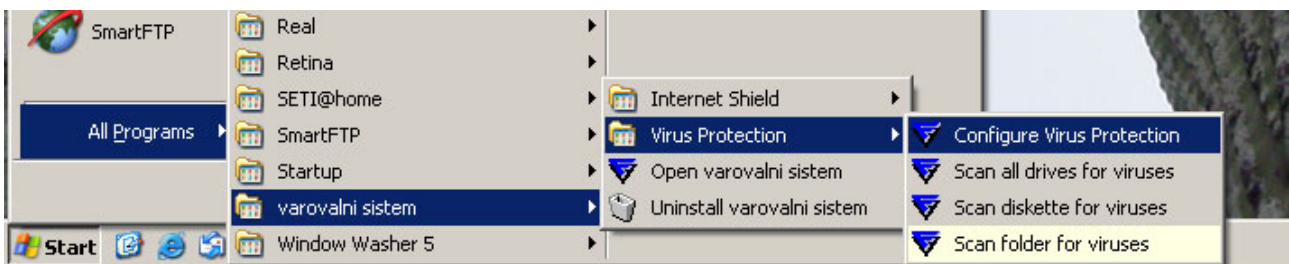 SmartFTP
All Programs
Start
Real
Retina
SETI@home
SmartFTP
Startup
varovalni sistem
Window Washer 5
Internet Shield
Virus Protection
Open varovalni sistem
Uninstall varovalni sistem
Configure Virus Protection
Scan all drives for viruses
Scan diskette for viruses
Scan folder for viruses